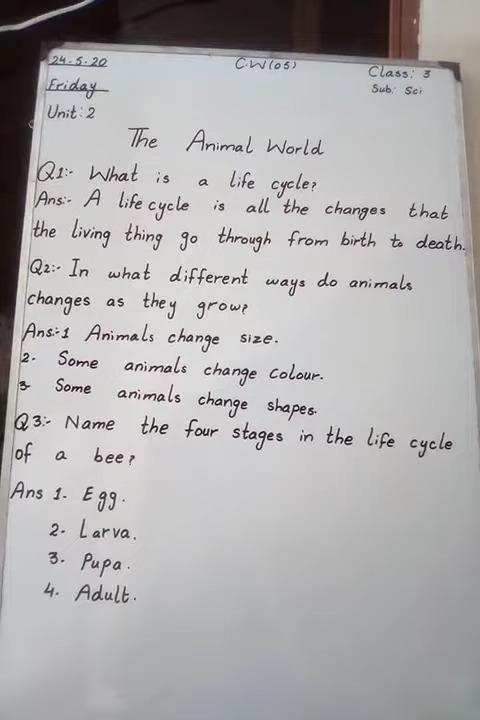 24-5-20 C.W(05) Class: 3
Friday Sub: Sci
Unit:2
The Animal World
Q1:- What is a life cycle?
Ans:- A life cycle is all the changes that
the living thing go through from birth to death.
Q2:- In what different ways do animals
changes as they grow?
Ans:-1 Animals change size.
2- Some animals change colour.
3- Some animals change shapes.
Q3:- Name the four stages in the life cycle
of a bee?
Ans 1. Egg.
2- Larva.
3. Pupa.
4. Adult.